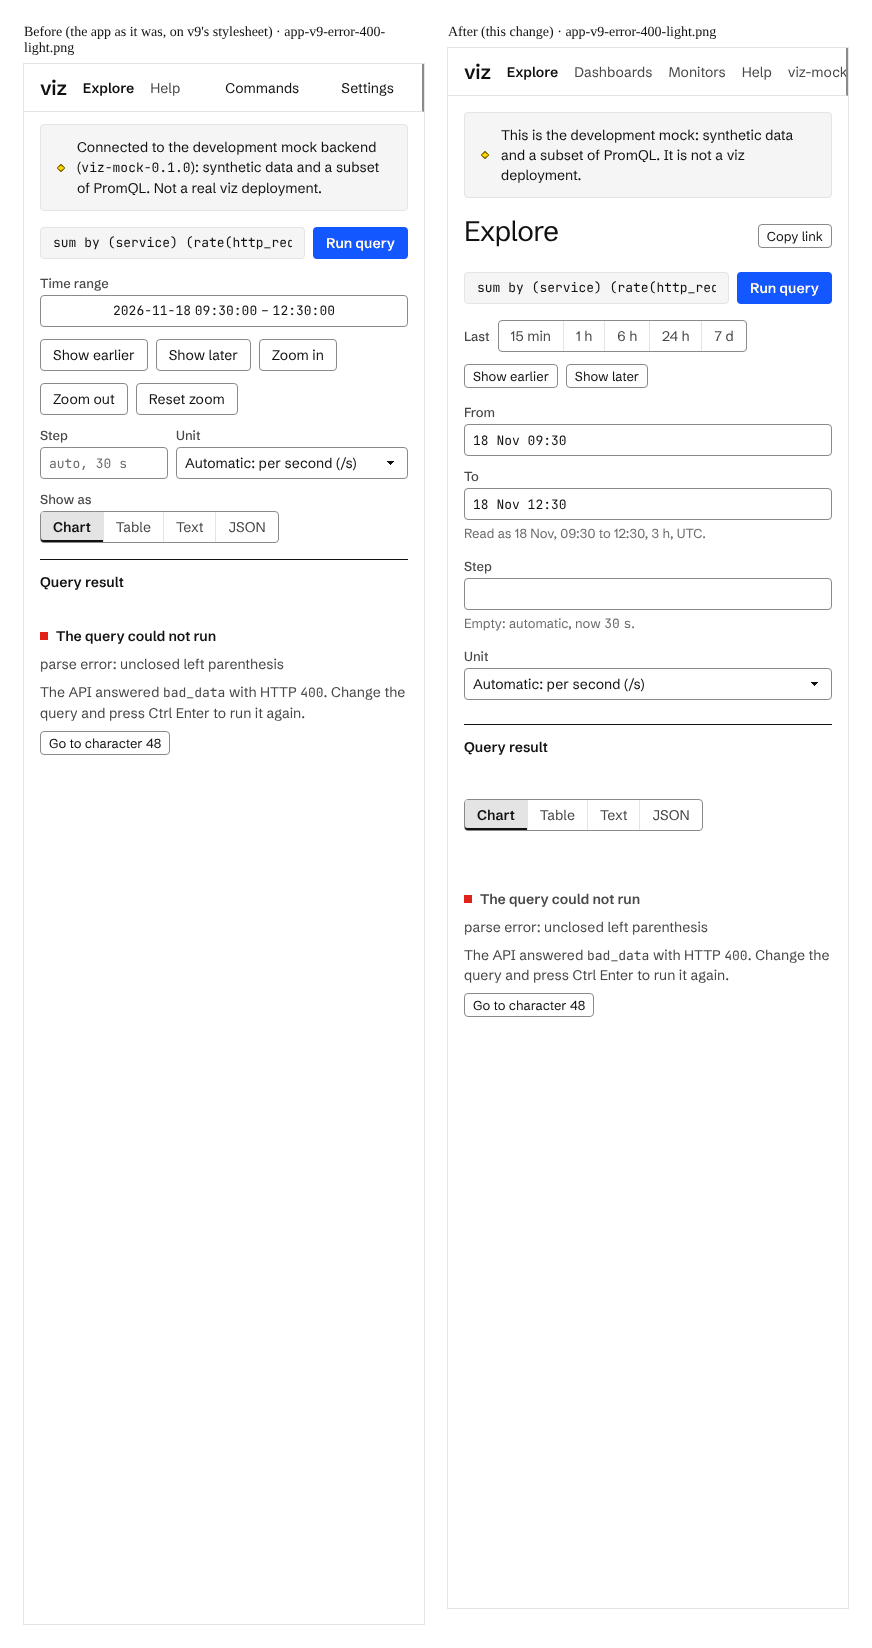 Before (the app as it was, on v9's stylesheet) · app-v9-error-400-
light.png
viz Explore Help Commands Settings
Connected to the development mock backend
(viz-mock-0.1.0): synthetic data and a subset
of PromQL. Not a real viz deployment.
sum by (service) (rate(http_rec Run query
Time range
2026-11-18 09:30:00 – 12:30:00
Show earlier Show later Zoom in
Zoom out Reset zoom
Step Unit
auto, 30 s Automatic: per second (/s)
Show as
Chart Table Text JSON
Query result
The query could not run
parse error: unclosed left parenthesis
The API answered bad_data with HTTP 400. Change the
query and press Ctrl Enter to run it again.
Go to character 48
After (this change) · app-v9-error-400-light.png
viz Explore Dashboards Monitors Help viz-mock
This is the development mock: synthetic data
and a subset of PromQL. It is not a viz
deployment.
Explore Copy link
sum by (service) (rate(http_rec Run query
Last 15 min 1 h 6 h 24 h 7 d
Show earlier Show later
From
18 Nov 09:30
To
18 Nov 12:30
Read as 18 Nov, 09:30 to 12:30, 3 h, UTC.
Step
Empty: automatic, now 30 s.
Unit
Automatic: per second (/s)
Query result
Chart Table Text JSON
The query could not run
parse error: unclosed left parenthesis
The API answered bad_data with HTTP 400. Change the
query and press Ctrl Enter to run it again.
Go to character 48